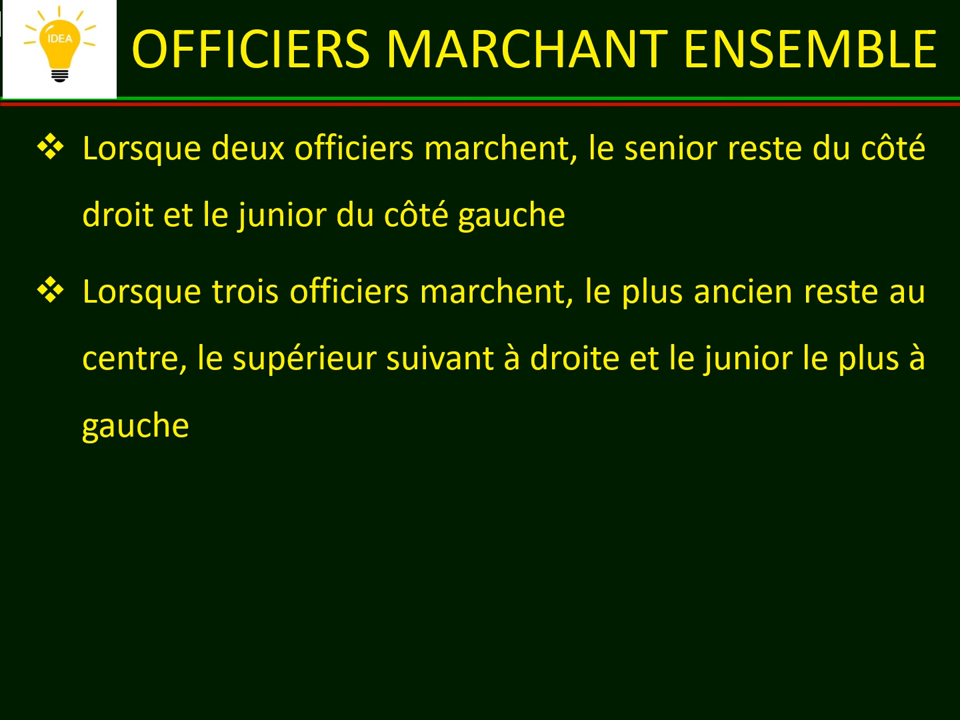 IDEA
OFFICIERS MARCHANT ENSEMBLE
❖ Lorsque deux officiers marchent, le senior reste du côté
droit et le junior du côté gauche
❖ Lorsque trois officiers marchent, le plus ancien reste au
centre, le supérieur suivant à droite et le junior le plus à
gauche